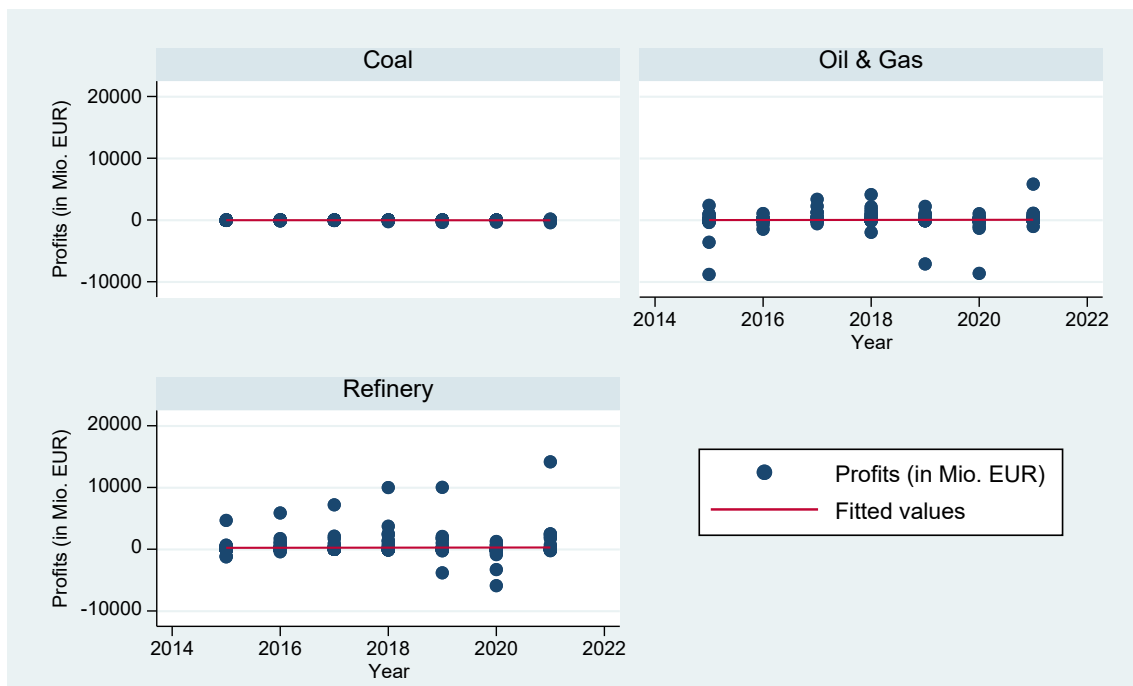 Coal
Oil & Gas
Profits (in Mio. EUR)
20000
10000
0
-10000
2014 2016 2018 2020 2022
Year
Refinery
Profits (in Mio. EUR)
20000
10000
0
-10000
2014 2016 2018 2020 2022
Year
Profits (in Mio. EUR)
Fitted values